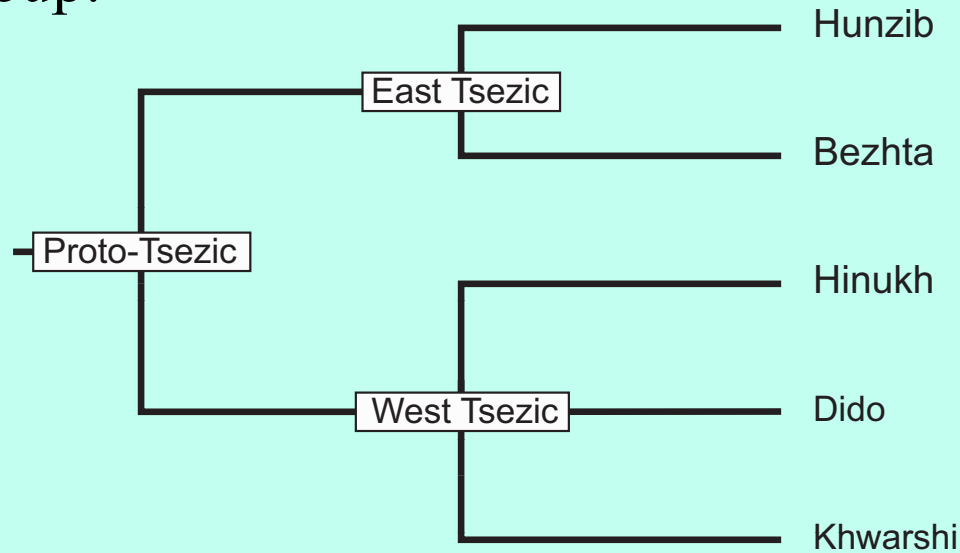 Hunzib
East Tsezic
Bezhta
Proto-Tsezic
Hinukh
West Tsezic
Dido
Khwarshi